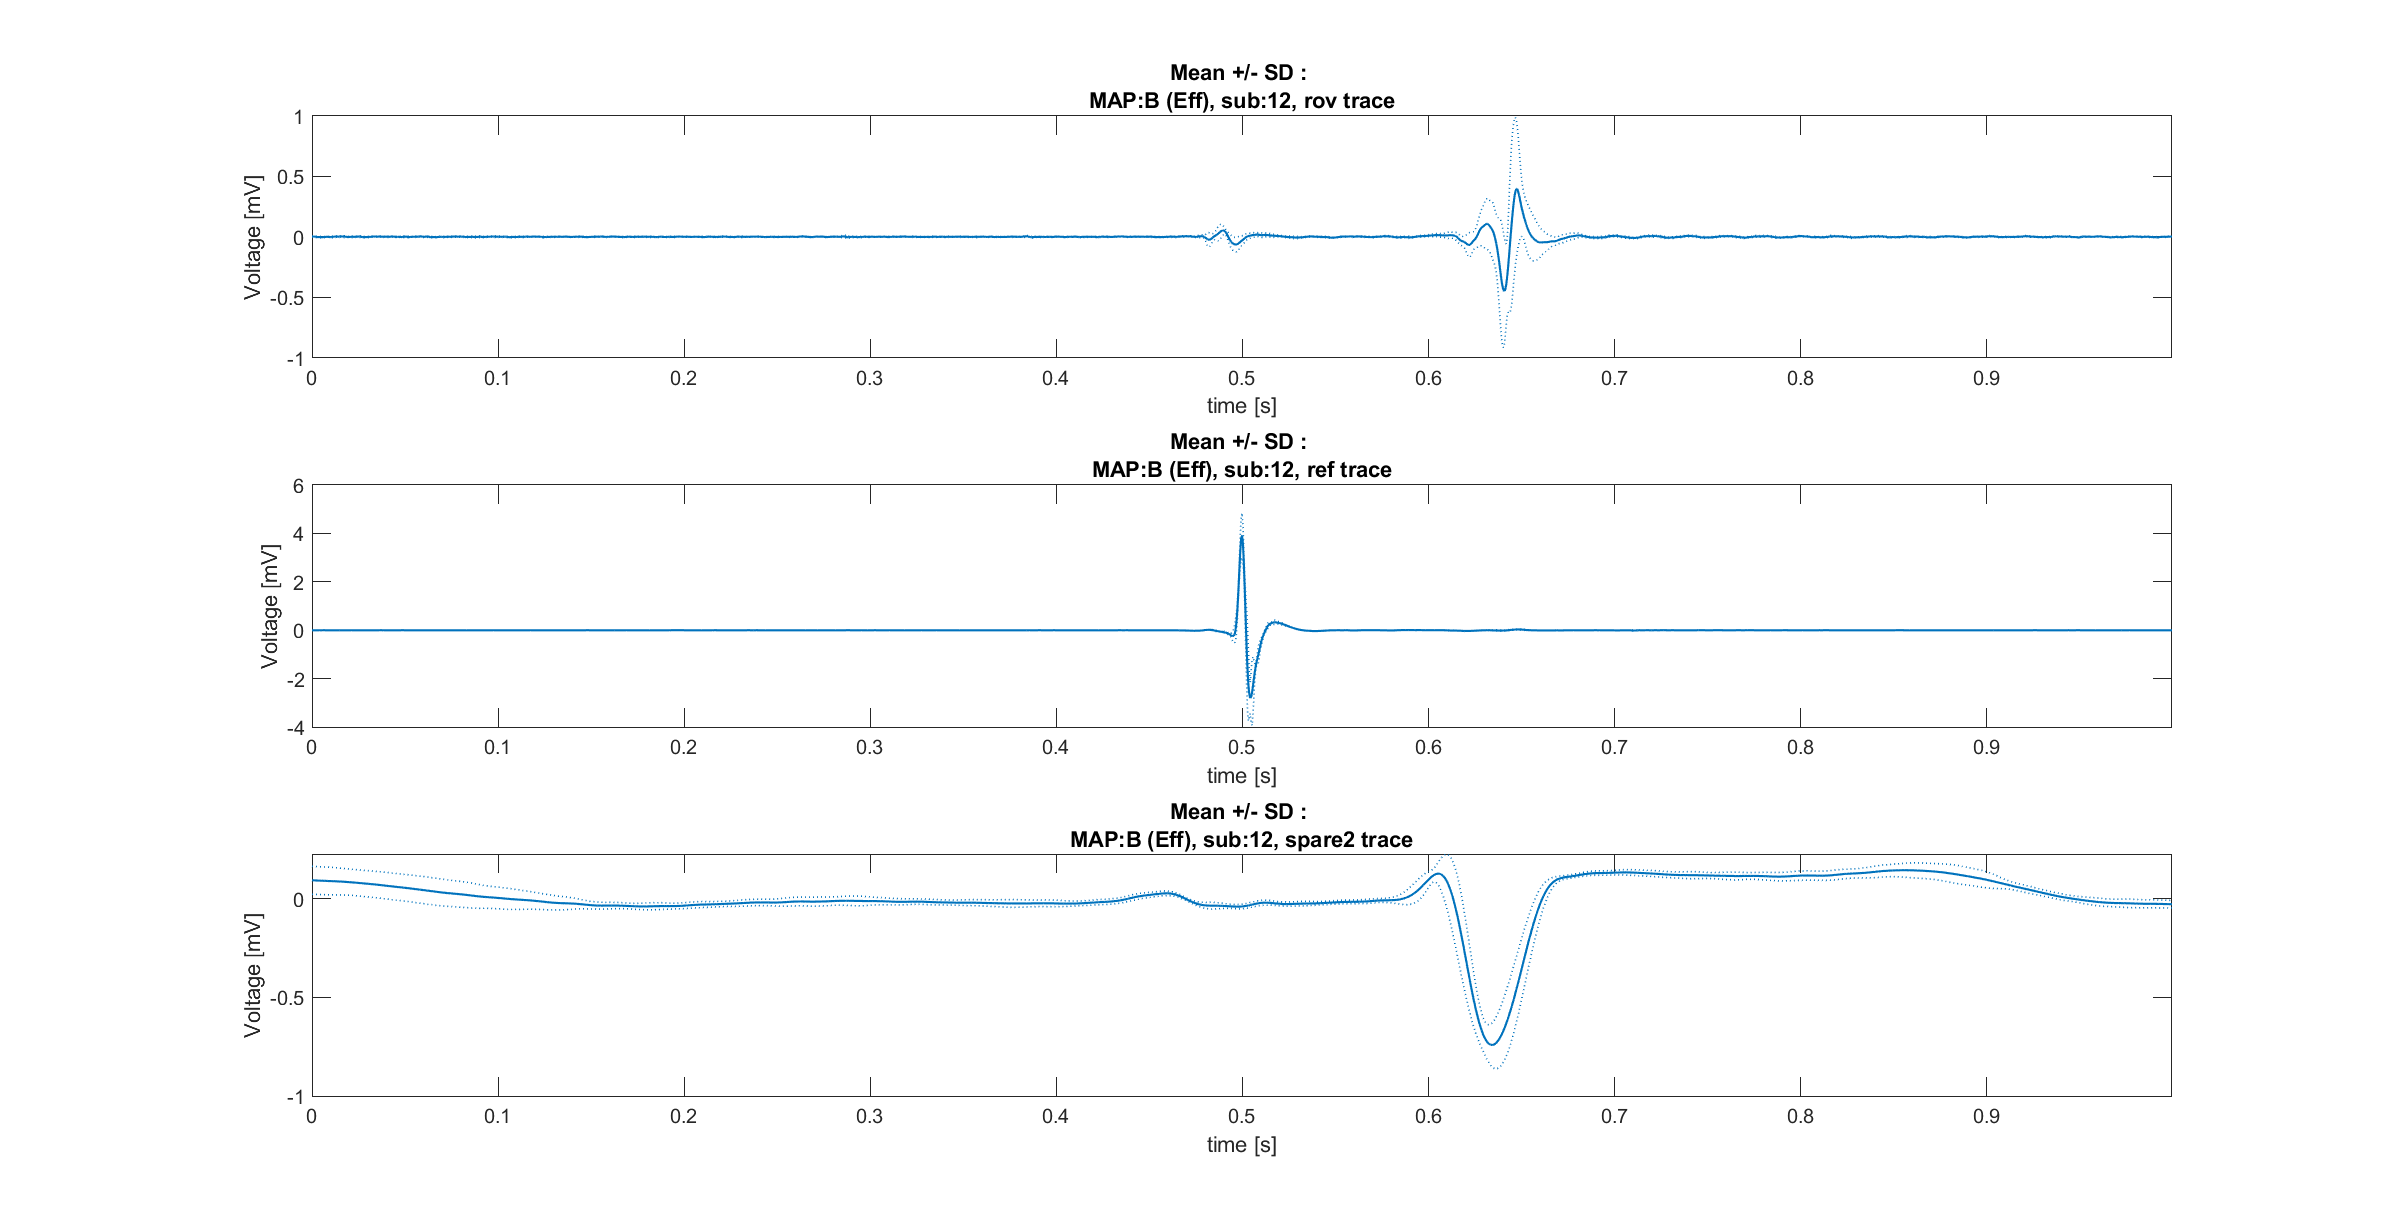 Mean +/- SD :
MAP:B (Eff), sub:12, rov trace
1
0.5
0
-0.5
-1
Voltage [mV]
0 0.1 0.2 0.3 0.4 0.5 0.6 0.7 0.8 0.9
time [s]
Mean +/- SD :
MAP:B (Eff), sub:12, ref trace
6
4
2
0
-2
-4
Voltage [mV]
0 0.1 0.2 0.3 0.4 0.5 0.6 0.7 0.8 0.9
time [s]
Mean +/- SD :
MAP:B (Eff), sub:12, spare2 trace
0
-0.5
-1
Voltage [mV]
0 0.1 0.2 0.3 0.4 0.5 0.6 0.7 0.8 0.9
time [s]